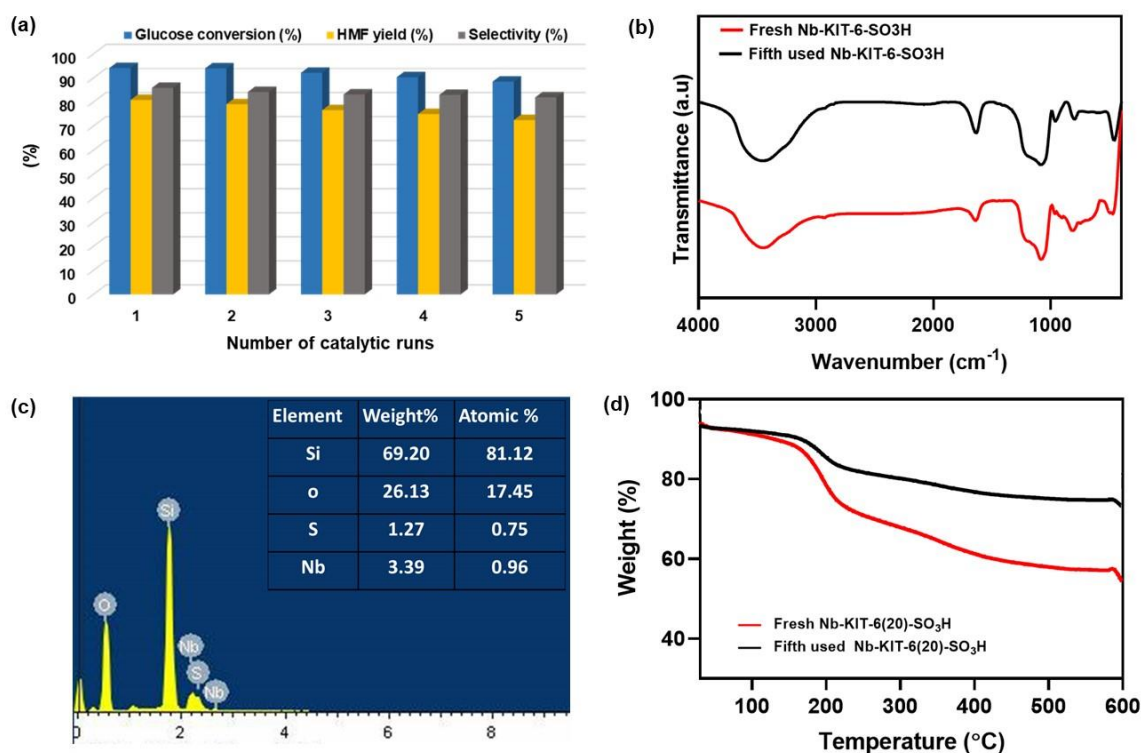 (a)
Glucose conversion (%) HMF yield (%) Selectivity (%)
100
90
80
70
60
50
40
30
20
10
0
(%)
1 2 3 4 5
Number of catalytic runs
(b)
Fresh Nb-KIT-6-SO3H
Fifth used Nb-KIT-6-SO3H
Transmittance (a.u)
4000 3000 2000 1000
Wavenumber (cm⁻¹)
(c)
Element Weight% Atomic %
Si 69.20 81.12
o 26.13 17.45
S 1.27 0.75
Nb 3.39 0.96
Si
O
Nb
S
Nb
0 2 4 6 8
(d)
100
80
60
40
Weight (%)
Fresh Nb-KIT-6(20)-SO₃H
Fifth used Nb-KIT-6(20)-SO₃H
100 200 300 400 500 600
Temperature (°C)